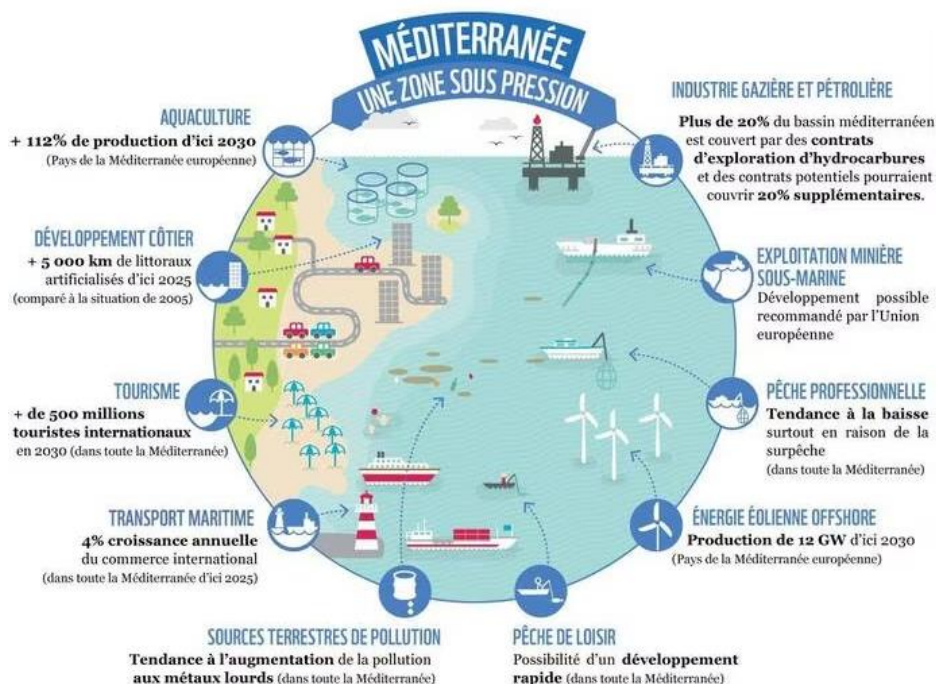 MÉDITERRANÉE
UNE ZONE SOUS PRESSION
AQUACULTURE
+ 112% de production d'ici 2030
(Pays de la Méditerranée européenne)
DÉVELOPPEMENT CÔTIER
+ 5 000 km de littoraux
artificialisés d'ici 2025
(comparé à la situation de 2005)
TOURISME
+ de 500 millions
touristes internationaux
en 2030 (dans toute la Méditerranée)
TRANSPORT MARITIME
4% croissance annuelle
du commerce international
(dans toute la Méditerranée d'ici 2025)
SOURCES TERRESTRES DE POLLUTION
Tendance à l'augmentation de la pollution
aux métaux lourds (dans toute la Méditerranée)
PÊCHE DE LOISIR
Possibilité d'un développement
rapide (dans toute la Méditerranée)
INDUSTRIE GAZIÈRE ET PÉTROLIÈRE
Plus de 20% du bassin méditerranéen
est couvert par des contrats
d'exploration d'hydrocarbures
et des contrats potentiels pourraient
couvrir 20% supplémentaires.
EXPLOITATION MINIÈRE
SOUS-MARINE
Développement possible
recommandé par l'Union
européenne
PÊCHE PROFESSIONNELLE
Tendance à la baisse
surtout en raison de la
surpêche
(dans toute la Méditerranée)
ÉNERGIE ÉOLIENNE OFFSHORE
Production de 12 GW d'ici 2030
(Pays de la Méditerranée européenne)